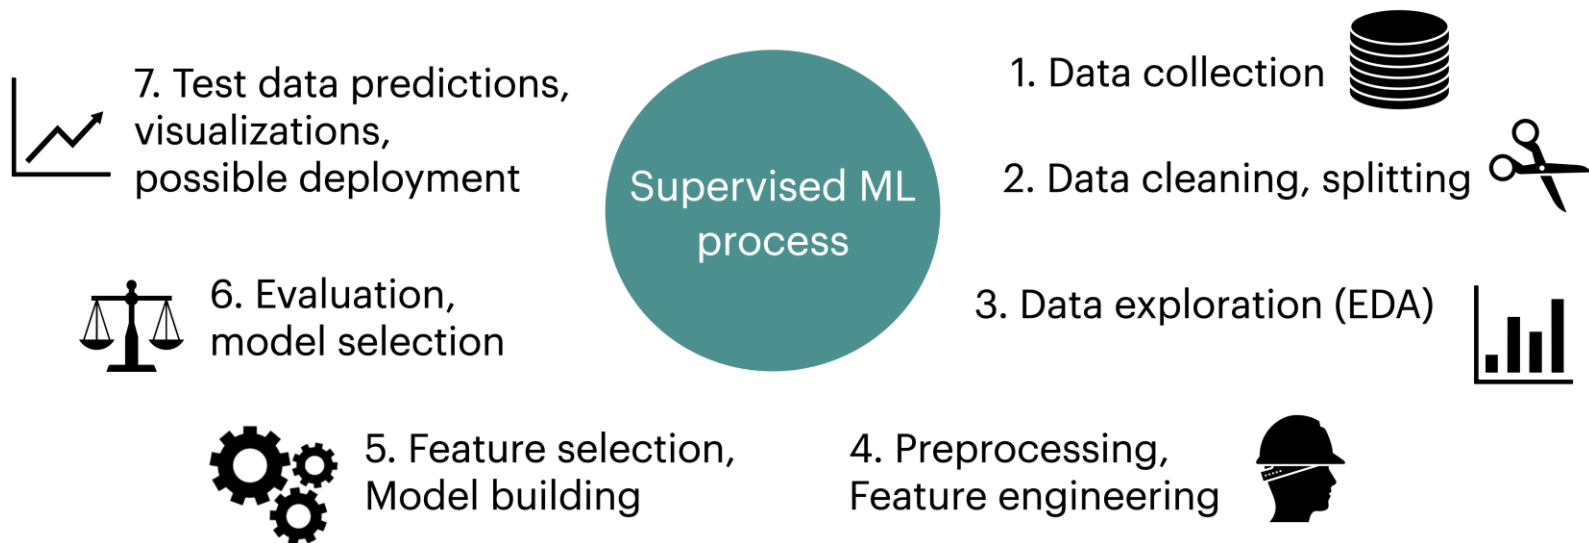 Supervised ML
process
1. Data collection
2. Data cleaning, splitting
3. Data exploration (EDA)
4. Preprocessing,
Feature engineering
5. Feature selection,
Model building
6. Evaluation,
model selection
7. Test data predictions,
visualizations,
possible deployment